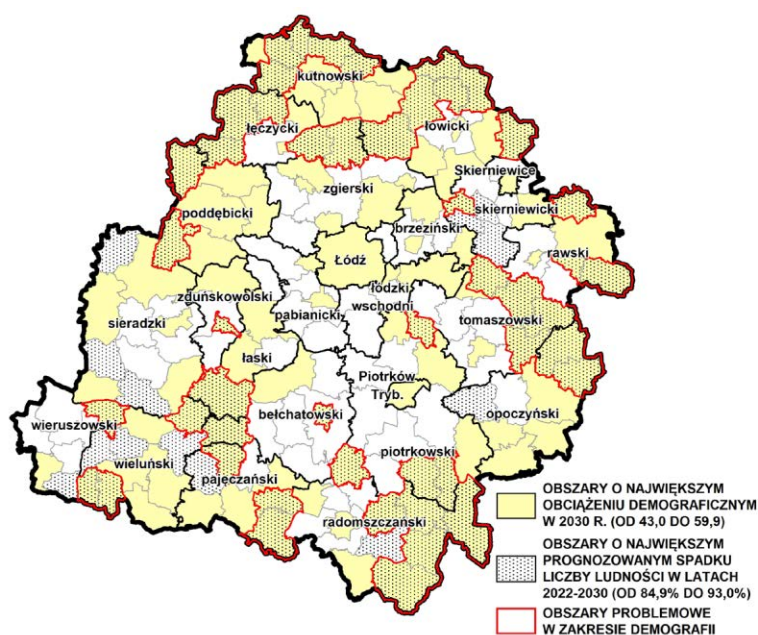 kutnowski
łęczycki
łowicki
Skierniewice
zgierski
skierniewicki
poddębicki
brzeziński
rawski
Łódź
łódzki
wschodni
zduńskowolski
pabianicki
sieradzki
tomaszowski
łaski
Piotrków
Tryb.
bełchatowski
opoczyński
wieruszowski
piotrkowski
wieluński
pajęczański
radomszczański
OBSZARY O NAJWIĘKSZYM
OBCIĄŻENIU DEMOGRAFICZNYM
W 2030 R. (OD 43,0 DO 59,9)
OBSZARY O NAJWIĘKSZYM
PROGNOZOWANYM SPADKU
LICZBY LUDNOŚCI W LATACH
2022-2030 (OD 84,9% DO 93,0%)
OBSZARY PROBLEMOWE
W ZAKRESIE DEMOGRAFII